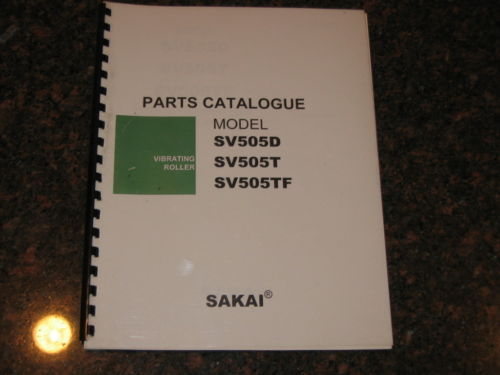 PARTS CATALOGUE
MODEL
SV505D
VIBRATING
ROLLER
SV505T
SV505TF
SAKAI®